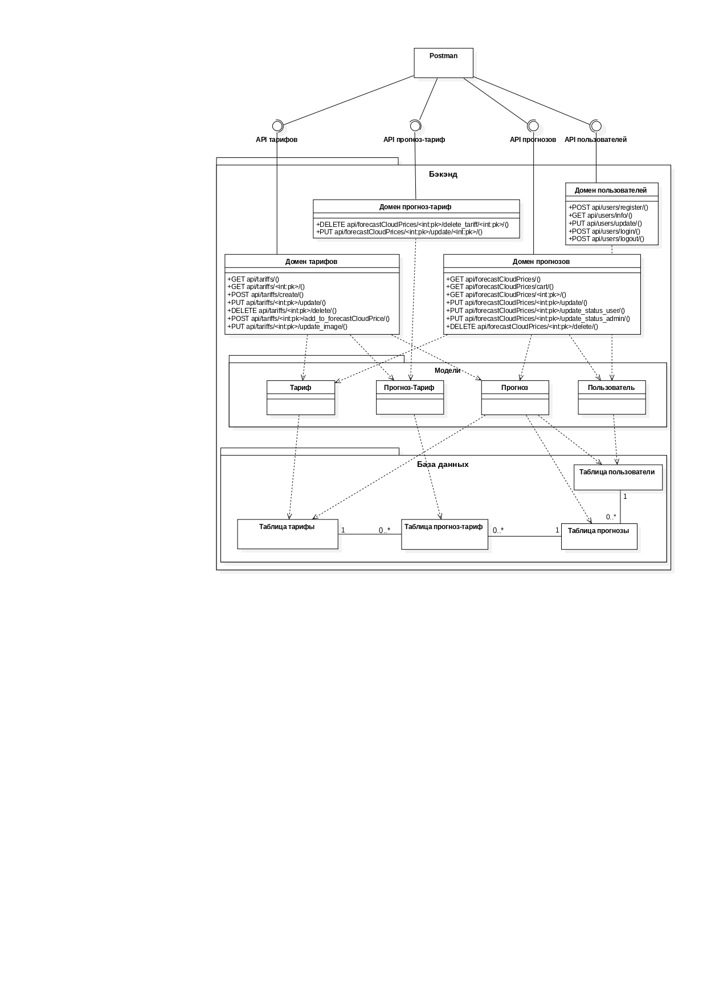 Postman
API тарифов
API прогноз-тариф
API прогнозов
API пользователей
Бэкэнд
Домен пользователей
+POST api/users/register/()
+GET api/users/info/()
+PUT api/users/update/()
+POST api/users/login/()
+POST api/users/logout/()
Домен прогноз-тариф
+DELETE api/forecastCloudPrices/<int:pk>/delete_tariff/<int:pk>/()
+PUT api/forecastCloudPrices/<int:pk>/update/<int:pk>/()
Домен тарифов
+GET api/tariffs/()
+GET api/tariffs/<int:pk>/()
+POST api/tariffs/create/()
+PUT api/tariffs/<int:pk>/update/()
+DELETE api/tariffs/<int:pk>/delete/()
+POST api/tariffs/<int:pk>/add_to_forecastCloudPrice/()
+PUT api/tariffs/<int:pk>/update_image/()
Домен прогнозов
+GET api/forecastCloudPrices/()
+GET api/forecastCloudPrices/cart/()
+GET api/forecastCloudPrices/<int:pk>/()
+PUT api/forecastCloudPrices/<int:pk>/update/()
+PUT api/forecastCloudPrices/<int:pk>/update_status_user/()
+PUT api/forecastCloudPrices/<int:pk>/update_status_admin/()
+DELETE api/forecastCloudPrices/<int:pk>/delete/()
Модели
Тариф
Прогноз-Тариф
Прогноз
Пользователь
База данных
Таблица пользователи
1
0..*
Таблица тарифы
1
0..*
Таблица прогноз-тариф
0..*
1
Таблица прогнозы